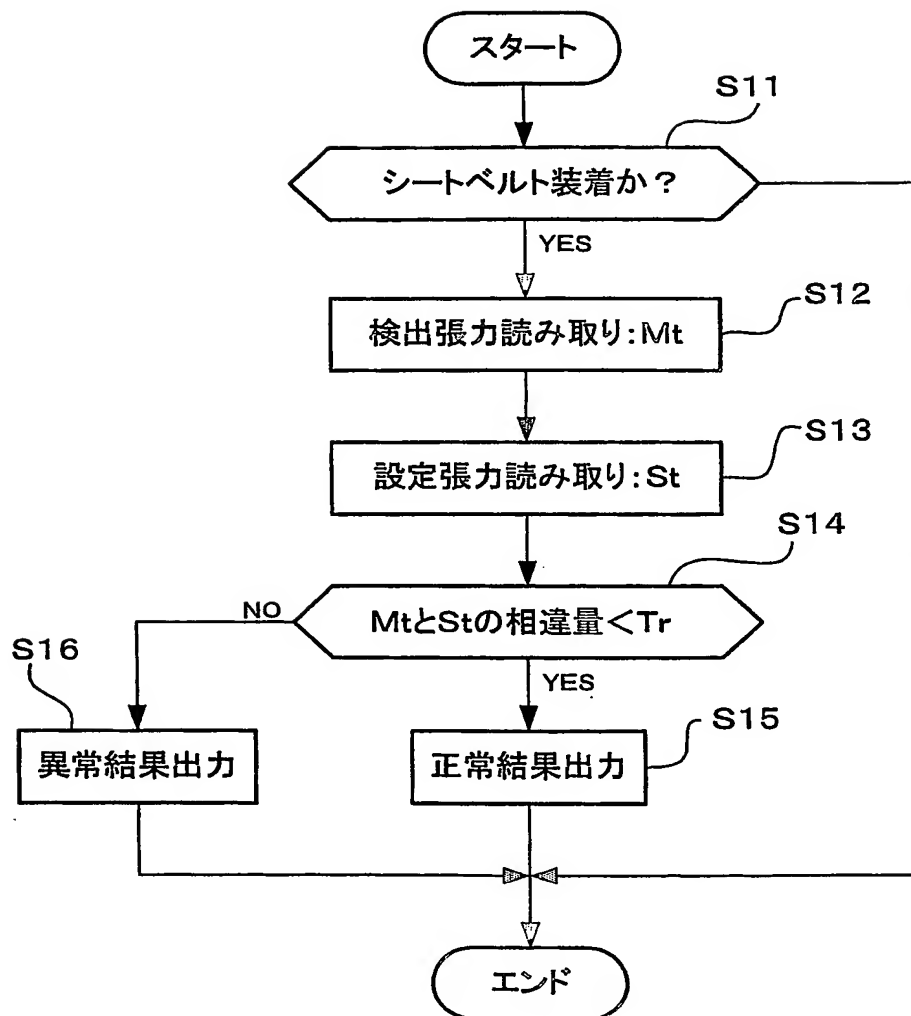 スタート
S11
シートベルト装着か？
YES
S12
検出張力読み取り：Mt
S13
設定張力読み取り：St
S14
MtとStの相違量＜Tr
NO
YES
S16
S15
異常結果出力
正常結果出力
エンド